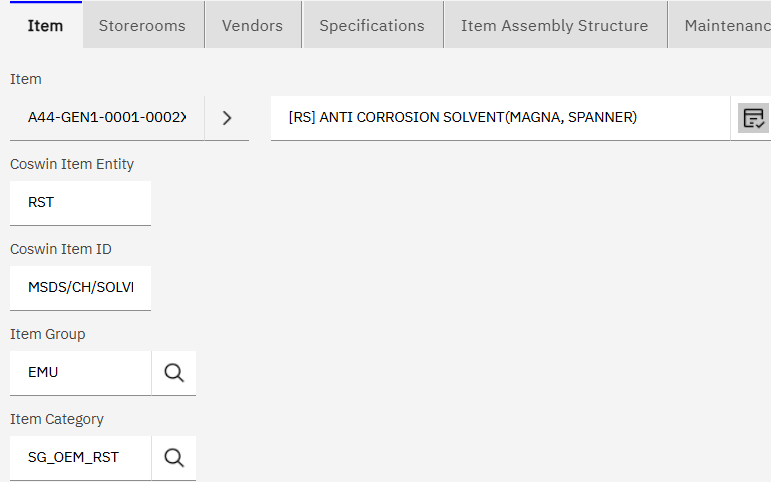 Item Storerooms Vendors Specifications Item Assembly Structure Maintenanc
Item
A44-GEN1-0001-0002X [RS] ANTI CORROSION SOLVENT(MAGNA, SPANNER)
Coswin Item Entity
RST
Coswin Item ID
MSDS/CH/SOLV
Item Group
EMU
Item Category
SG_OEM_RST